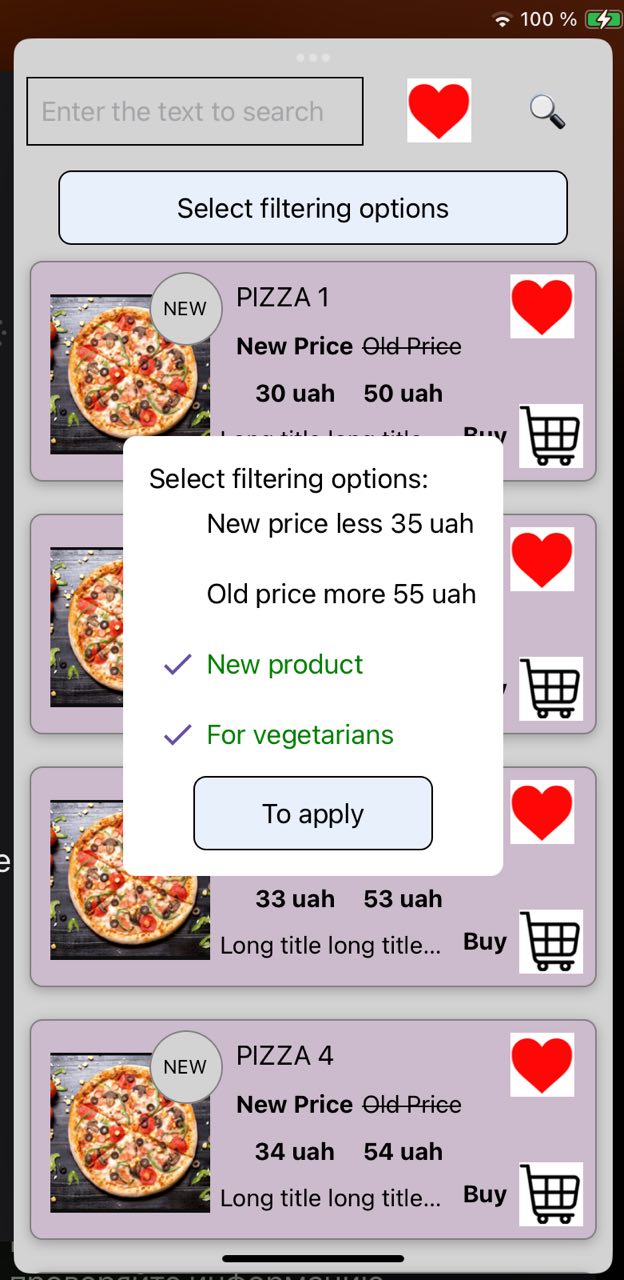 100 %
Enter the text to search
Select filtering options
NEW
PIZZA 1
New Price Old Price
30 uah 50 uah
Long title long title... Buy
Select filtering options:
New price less 35 uah
Old price more 55 uah
New product
For vegetarians
To apply
33 uah 53 uah
Long title long title... Buy
NEW
PIZZA 4
New Price Old Price
34 uah 54 uah
Long title long title... Buy